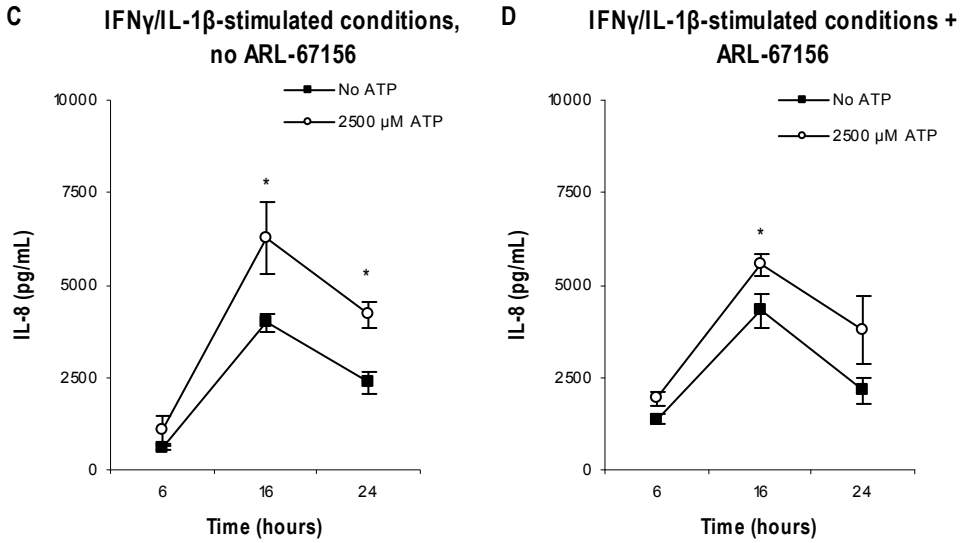 C
IFNγ/IL-1β-stimulated conditions,
no ARL-67156
No ATP
2500 µM ATP
10000
7500
5000
2500
0
IL-8 (pg/mL)
*
*
6
16
24
Time (hours)
D
IFNγ/IL-1β-stimulated conditions +
ARL-67156
No ATP
2500 µM ATP
10000
7500
5000
2500
0
IL-8 (pg/mL)
*
6
16
24
Time (hours)